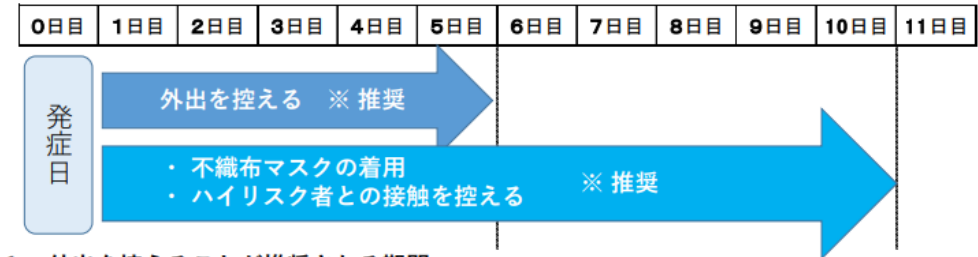 0日目 1日目 2日目 3日目 4日目 5日目 6日目 7日目 8日目 9日目 10日目 11日目
発症日
外出を控える ※ 推奨
・ 不織布マスクの着用
・ ハイリスク者との接触を控える
※ 推奨